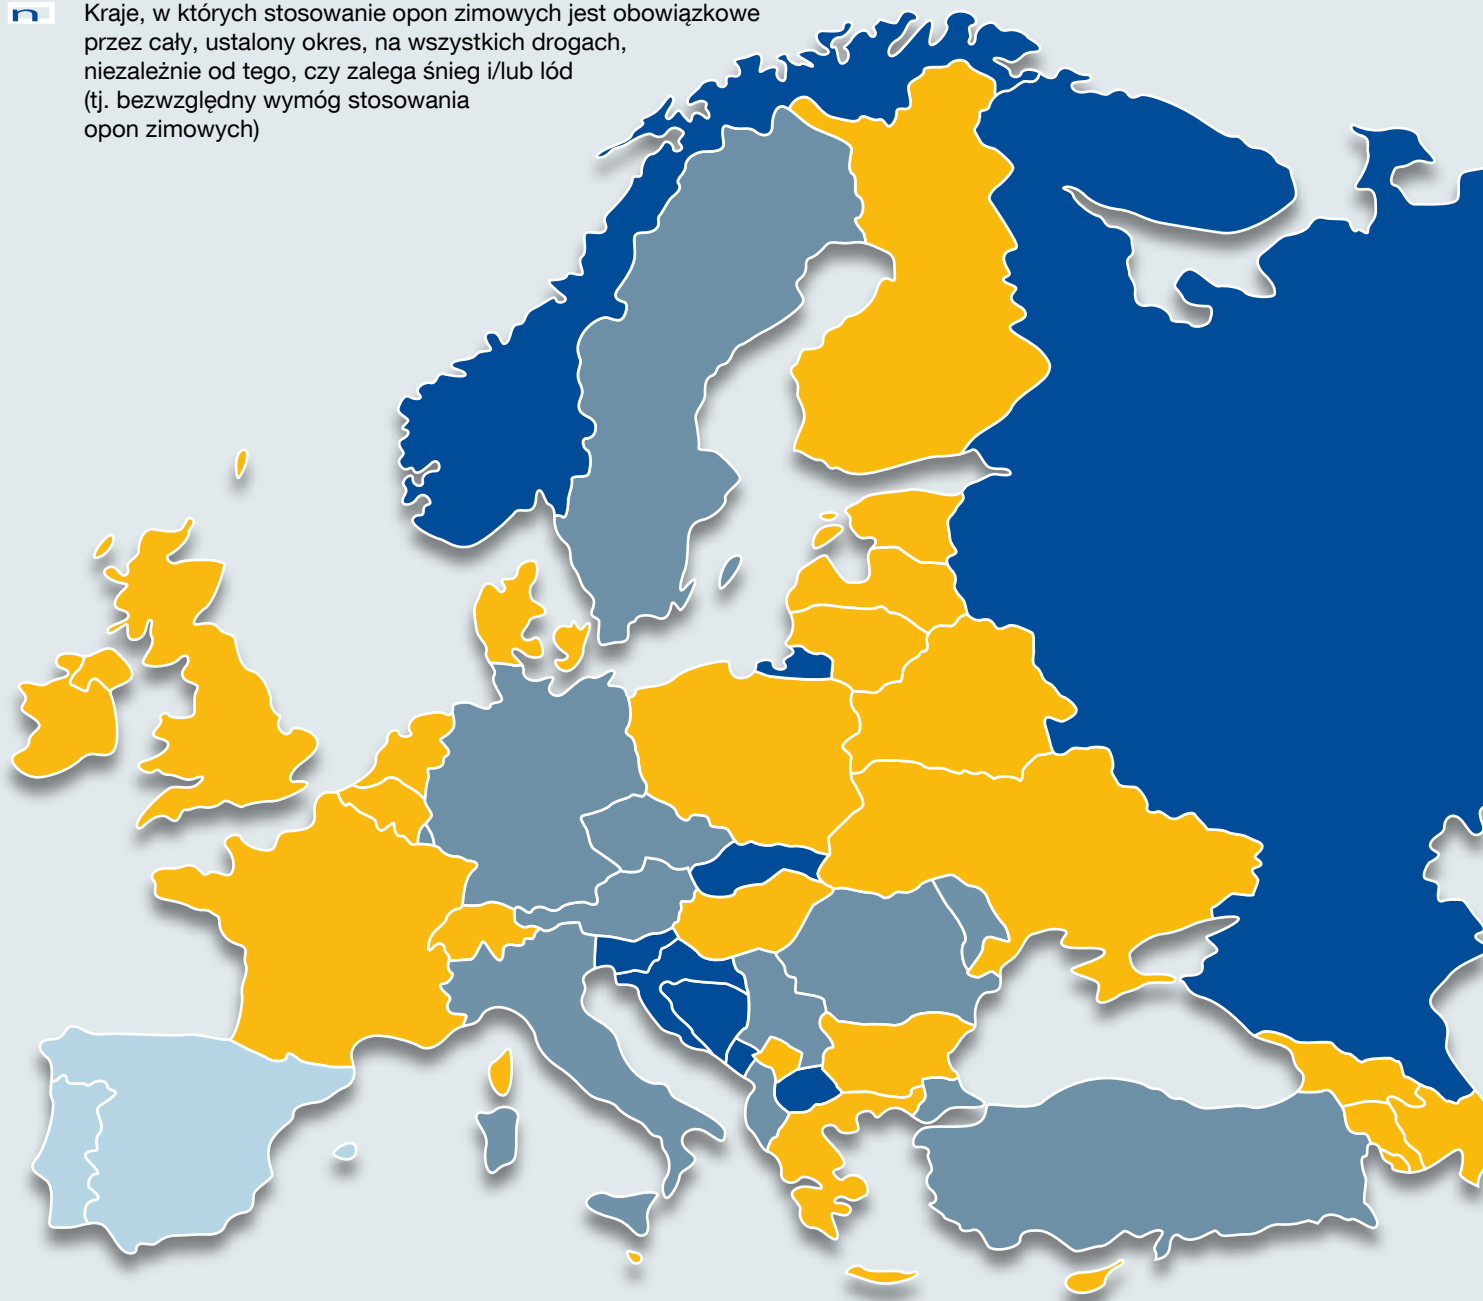 n
Kraje, w których stosowanie opon zimowych jest obowiązkowe
przez cały, ustalony okres, na wszystkich drogach,
niezależnie od tego, czy zalega śnieg i/lub lód
(tj. bezwzględny wymóg stosowania
opon zimowych)